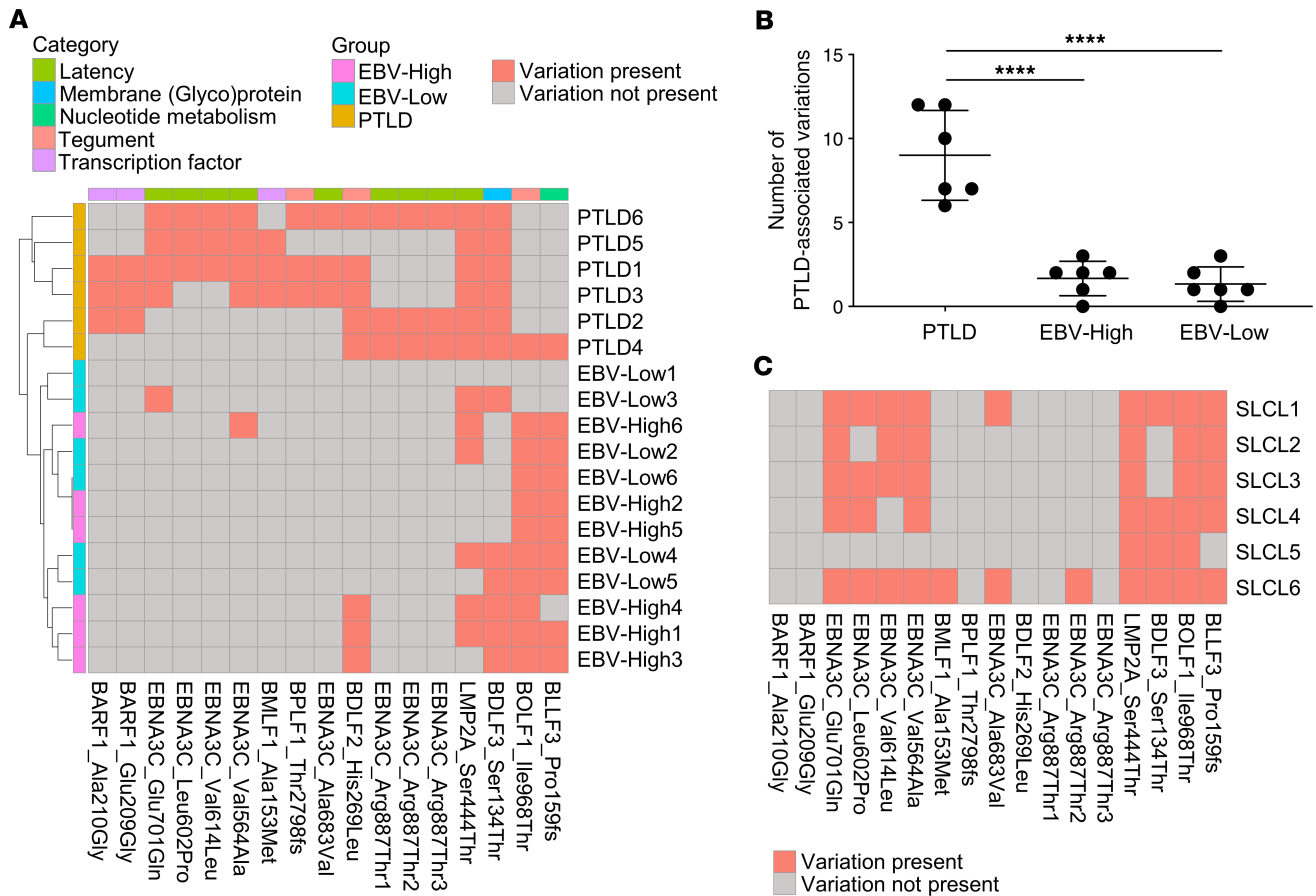 A
Category
Latency
Membrane (Glyco)protein
Nucleotide metabolism
Tegument
Transcription factor
Group
EBV-High
EBV-Low
PTLD
Variation present
Variation not present
PTLD6
PTLD5
PTLD1
PTLD3
PTLD2
PTLD4
EBV-Low1
EBV-Low3
EBV-High6
EBV-Low2
EBV-Low6
EBV-High2
EBV-High5
EBV-Low4
EBV-Low5
EBV-High4
EBV-High1
EBV-High3
BARF1_Ala210Gly
BARF1_Glu209Gly
EBNA3C_Glu701Gln
EBNA3C_Leu602Pro
EBNA3C_Val614Leu
EBNA3C_Val564Ala
BMLF1_Ala153Met
BPLF1_Thr2798fs
EBNA3C_Ala683Val
BDLF2_His269Leu
EBNA3C_Arg887Thr1
EBNA3C_Arg887Thr2
EBNA3C_Arg887Thr3
LMP2A_Ser444Thr
BDLF3_Ser134Thr
BOLF1_Ile968Thr
BLLF3_Pro159fs
B
Number of
PTLD-associated variations
15
10
5
0
****
****
PTLD
EBV-High
EBV-Low
C
SLCL1
SLCL2
SLCL3
SLCL4
SLCL5
SLCL6
BARF1_Ala210Gly
BARF1_Glu209Gly
EBNA3C_Glu701Gln
EBNA3C_Leu602Pro
EBNA3C_Val614Leu
EBNA3C_Val564Ala
BMLF1_Ala153Met
BPLF1_Thr2798fs
EBNA3C_Ala683Val
BDLF2_His269Leu
EBNA3C_Arg887Thr1
EBNA3C_Arg887Thr2
EBNA3C_Arg887Thr3
LMP2A_Ser444Thr
BDLF3_Ser134Thr
BOLF1_Ile968Thr
BLLF3_Pro159fs
Variation present
Variation not present